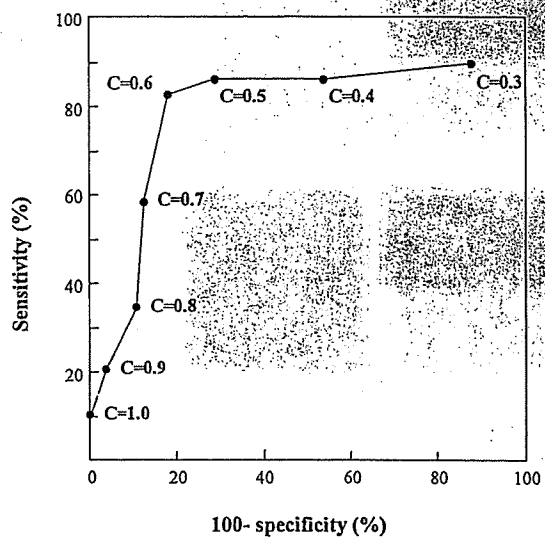 100
80
60
40
20
Sensitivity (%)
C=0.6
C=0.5
C=0.4
C=0.3
C=0.7
C=0.8
C=0.9
C=1.0
0 20 40 60 80 100
100- specificity (%)